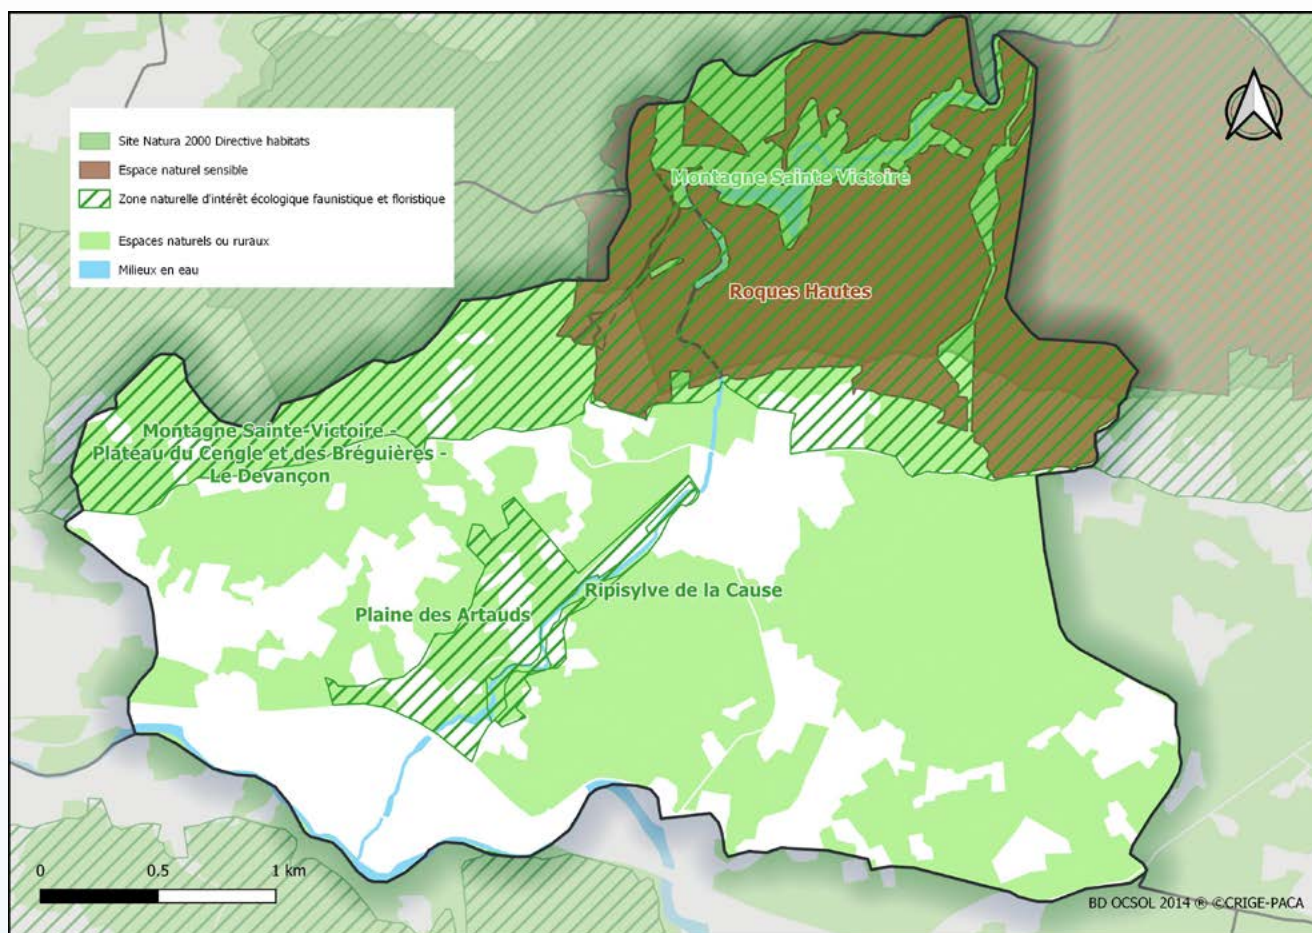 Site Natura 2000 Directive habitats
Espace naturel sensible
Zone naturelle d'intérêt écologique faunistique et floristique
Espaces naturels ou ruraux
Milieux en eau
Montagne Sainte Victoire
Roques Hautes
Montagne Sainte-Victoire -
Plateau du Cengle et des Bréguières -
Le Devançon
Ripisylve de la Cause
Plaine des Artauds
0 0.5 1 km
BD OCSOL 2014 ® ©CRIGE-PACA